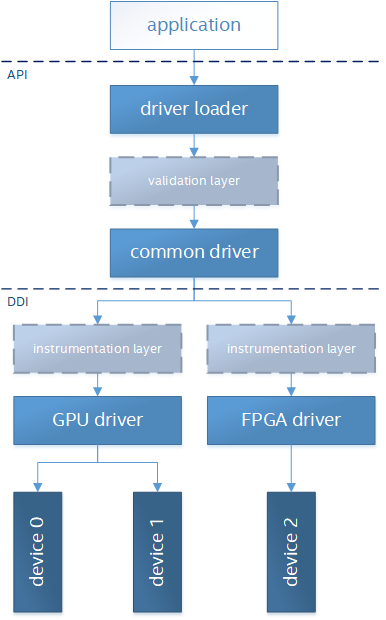 application
API
driver loader
validation layer
common driver
DDI
instrumentation layer
instrumentation layer
GPU driver
FPGA driver
device 0
device 1
device 2